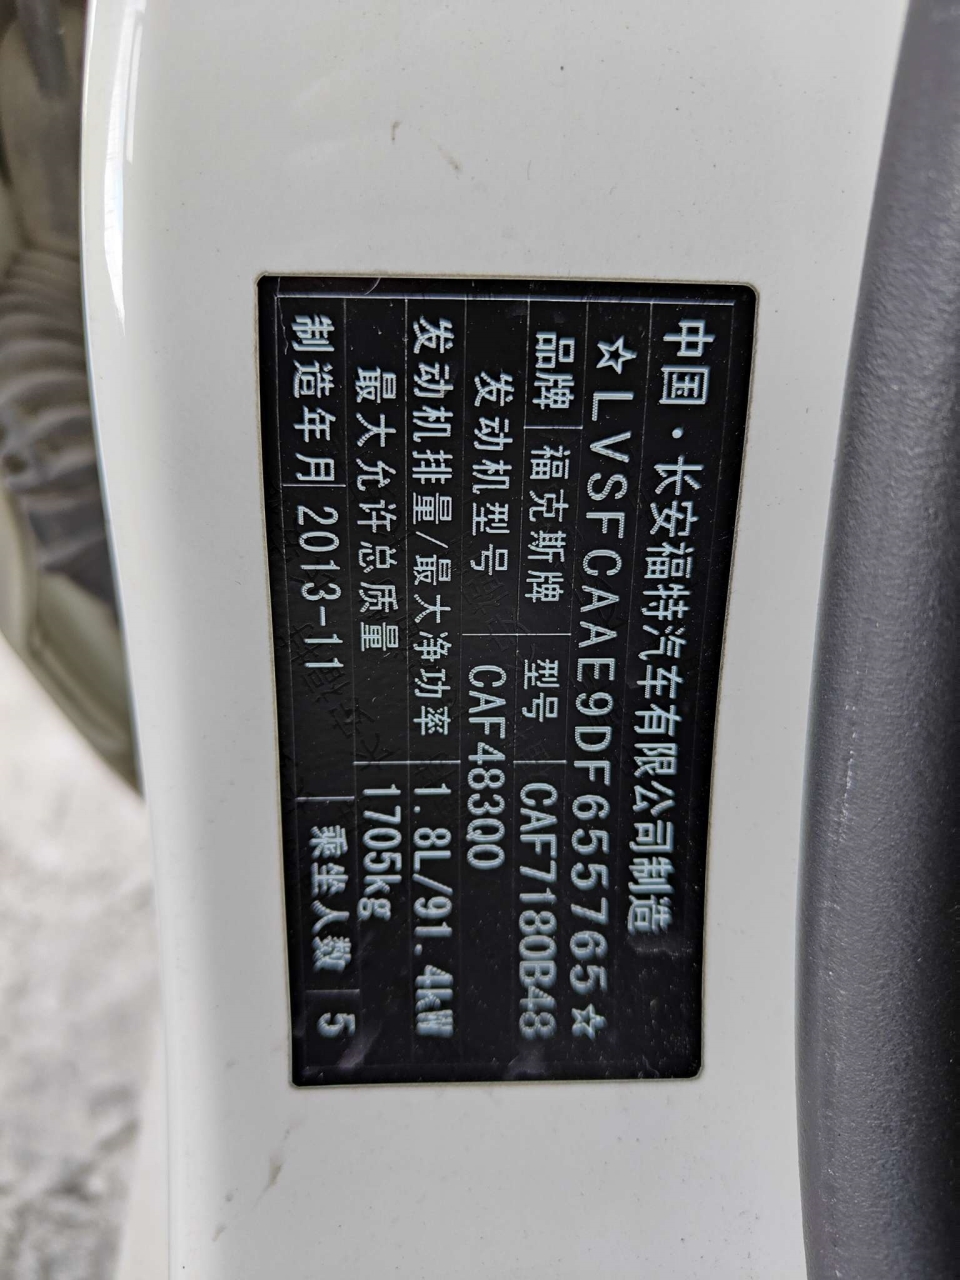 中国·长安福特汽车有限公司制造
☆LVSFCAAE9DF655765☆
品牌 福克斯牌 型号 CAF7180B48
发动机型号 CAF483Q0
发动机排量/最大净功率 1.8L/91.4kW
最大允许总质量 1705kg
制造年月 2013-11 乘坐人数 5